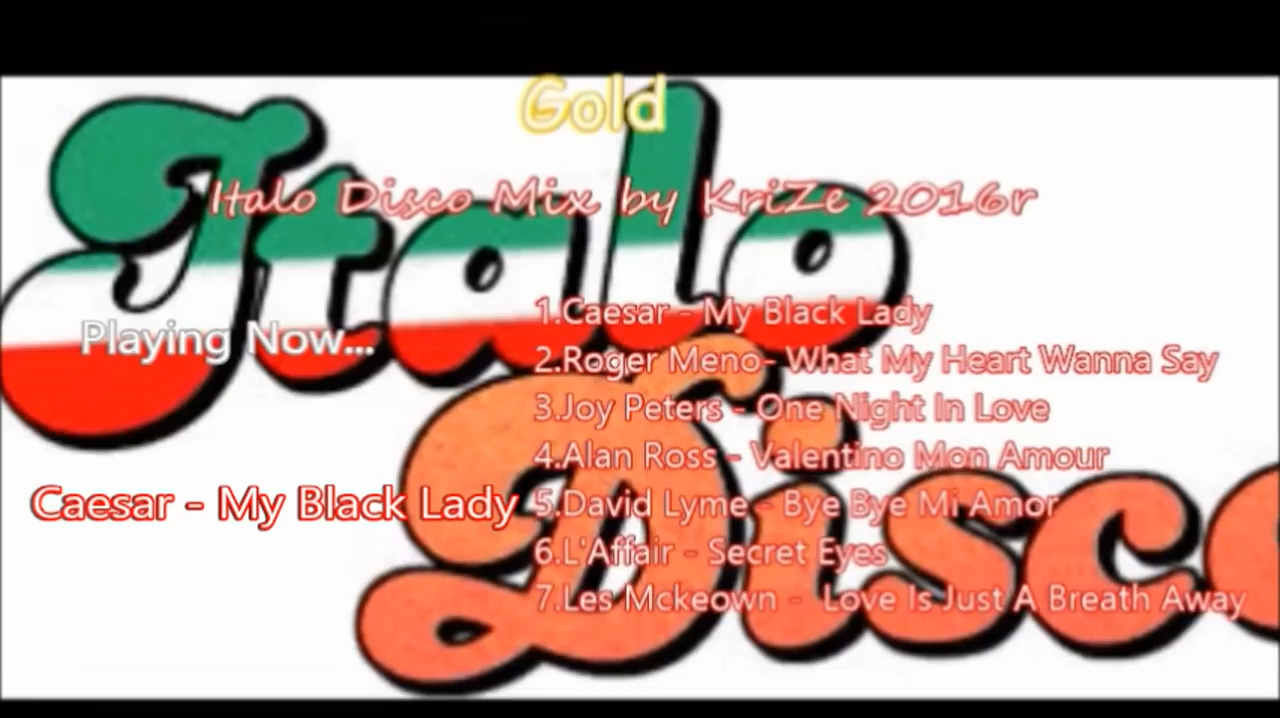 Gold
Italo
Italo Disco Mix by KriZe 2016r
Playing Now...
Caesar - My Black Lady
Disco
1.Caesar - My Black Lady
2.Roger Meno- What My Heart Wanna Say
3.Joy Peters - One Night In Love
4.Alan Ross - Valentino Mon Amour
5.David Lyme - Bye Bye Mi Amor
6.L'Affair - Secret Eyes
7.Les Mckeown - Love Is Just A Breath Away